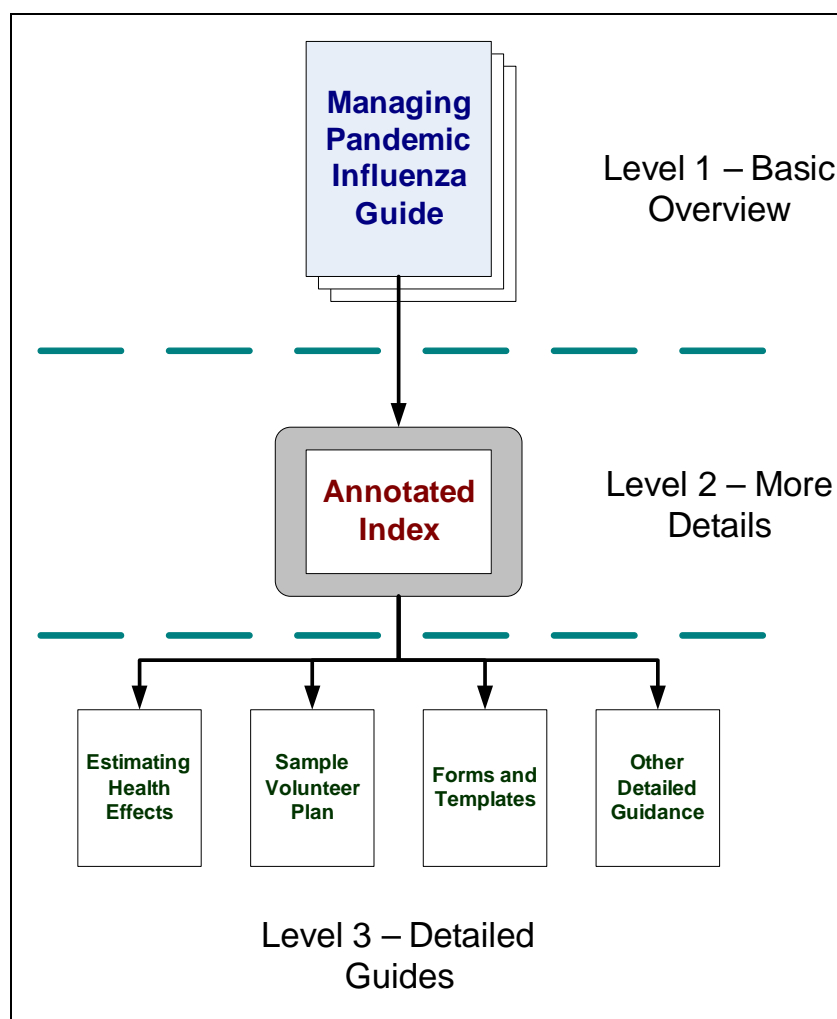 Managing
Pandemic
Influenza
Guide
Level 1 – Basic
Overview
Annotated
Index
Level 2 – More
Details
Estimating
Health
Effects
Sample
Volunteer
Plan
Forms and
Templates
Other
Detailed
Guidance
Level 3 – Detailed
Guides